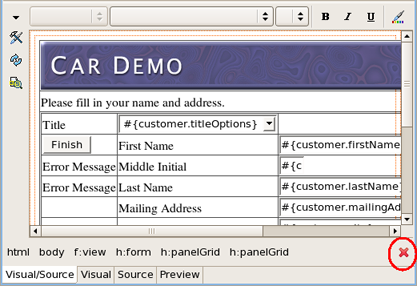 B I U
CAR DEMO
Please fill in your name and address.
Title #{customer.titleOptions}
Finish First Name #{customer.firstName
Error Message Middle Initial #{c
Error Message Last Name #{customer.lastName}
Mailing Address #{customer.mailingAd
html body f:view h:form h:panelGrid h:panelGrid
Visual/Source Visual Source Preview